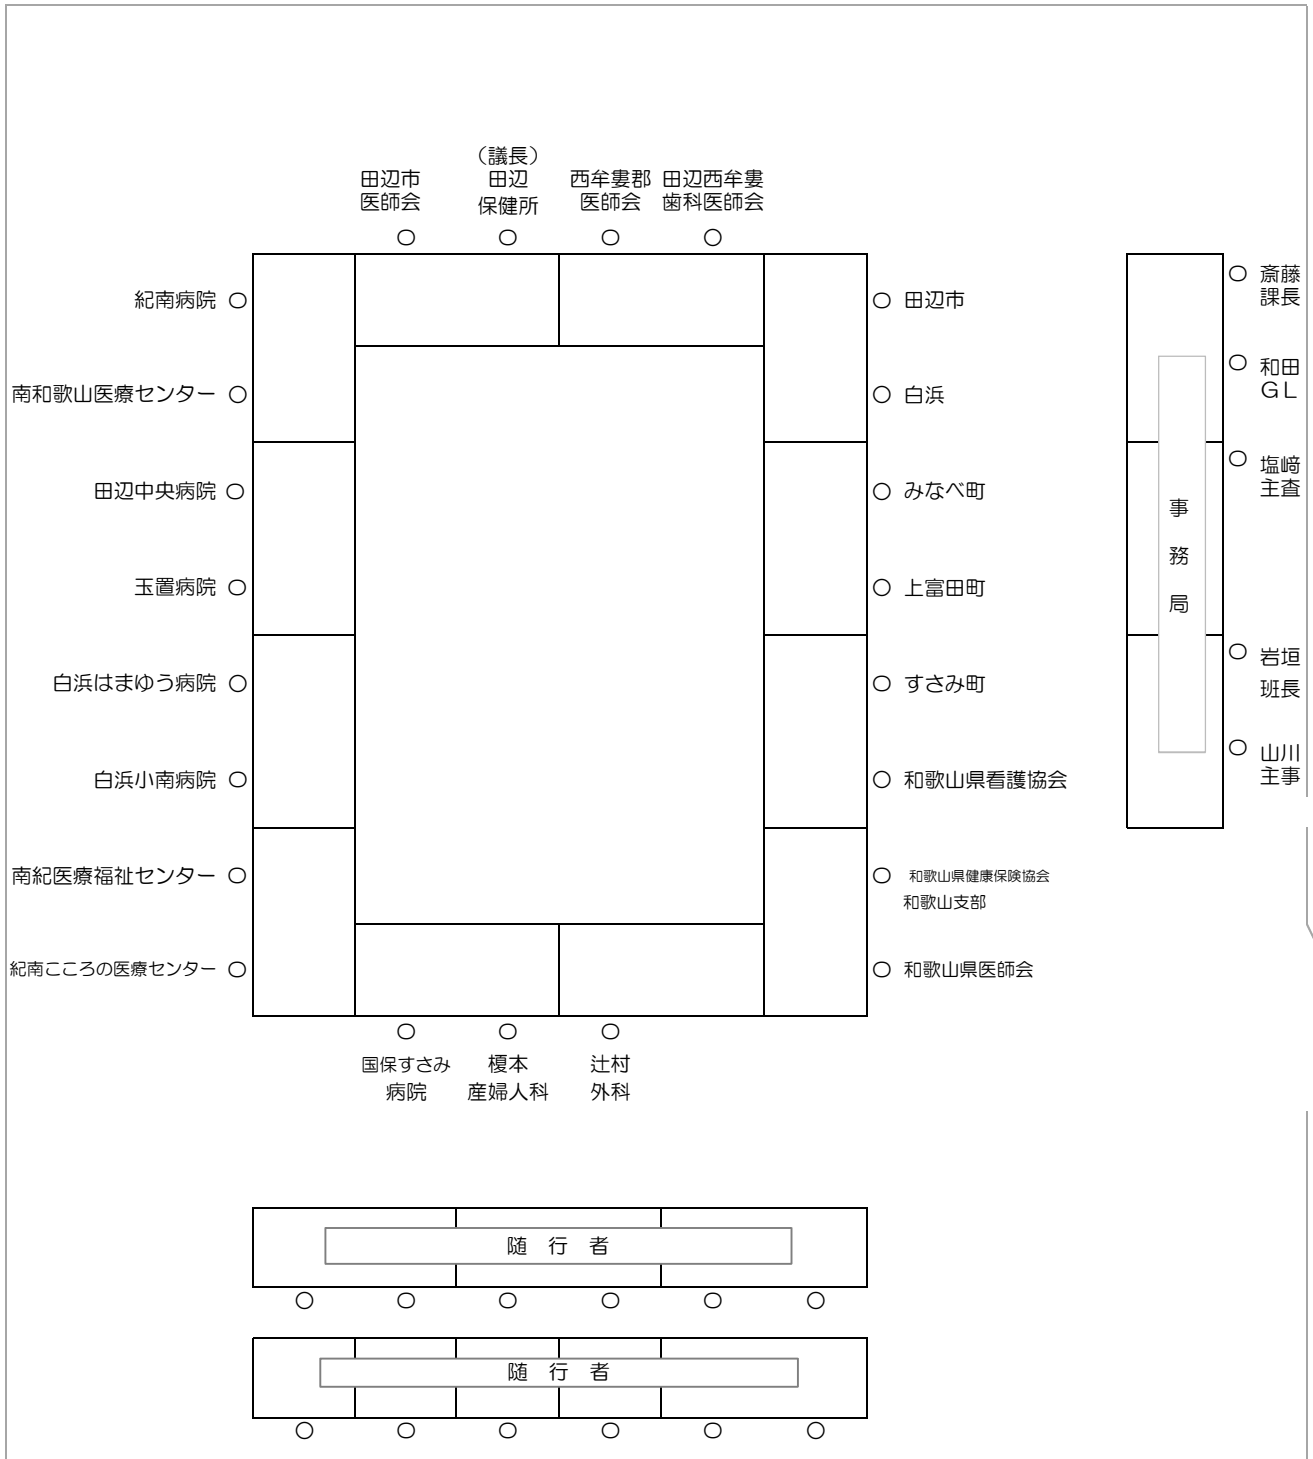 （議長）
田辺市
医師会
田辺
保健所
西牟婁郡
医師会
田辺西牟婁
歯科医師会
紀南病院
南和歌山医療センター
田辺中央病院
玉置病院
白浜はまゆう病院
白浜小南病院
南紀医療福祉センター
紀南こころの医療センター
田辺市
白浜
みなべ町
上富田町
すさみ町
和歌山県看護協会
和歌山県健康保険協会
和歌山支部
和歌山県医師会
国保すさみ
病院
榎本
産婦人科
辻村
外科
事
務
局
斎藤
課長
和田
ＧＬ
塩﨑
主査
岩垣
班長
山川
主事
随　行　者
随　行　者